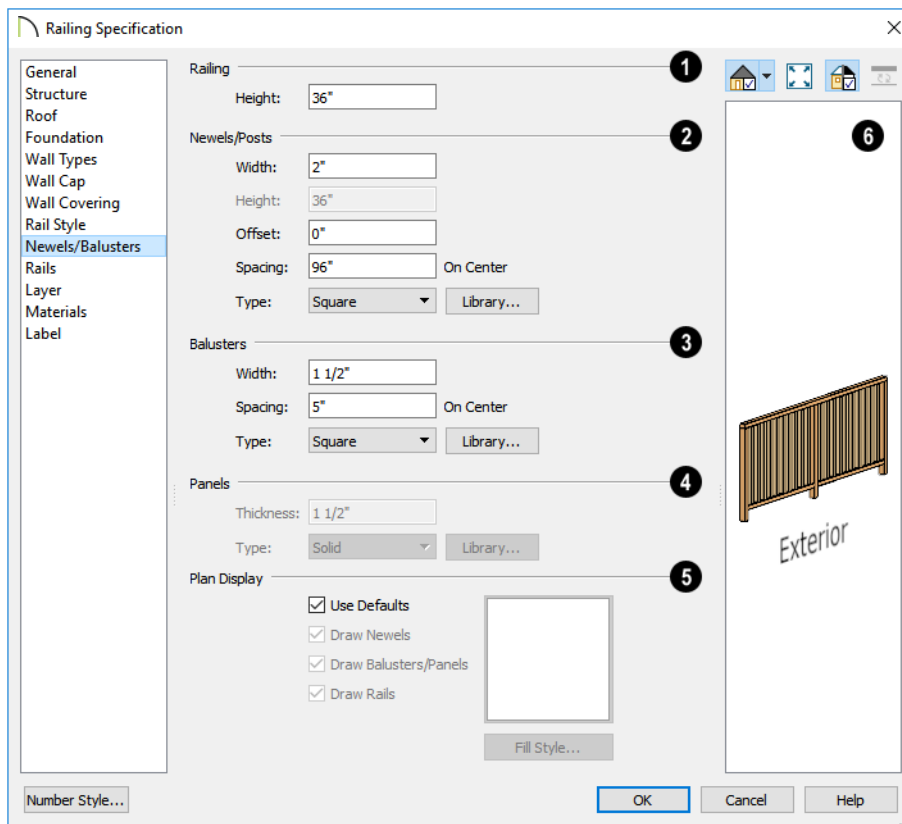 Railing Specification
General
Structure
Roof
Foundation
Wall Types
Wall Cap
Wall Covering
Rail Style
Newels/Balusters
Rails
Layer
Materials
Label
Railing 1
Height: 36"
Newels/Posts 2
Width: 2"
Height: 36"
Offset: 0"
Spacing: 96" On Center
Type: Square Library...
Balusters 3
Width: 1 1/2"
Spacing: 5" On Center
Type: Square Library...
Panels 4
Thickness: 1 1/2"
Type: Solid Library...
Plan Display 5
Use Defaults
Draw Newels
Draw Balusters/Panels
Draw Rails
Fill Style...
6
Exterior
Number Style... OK Cancel Help